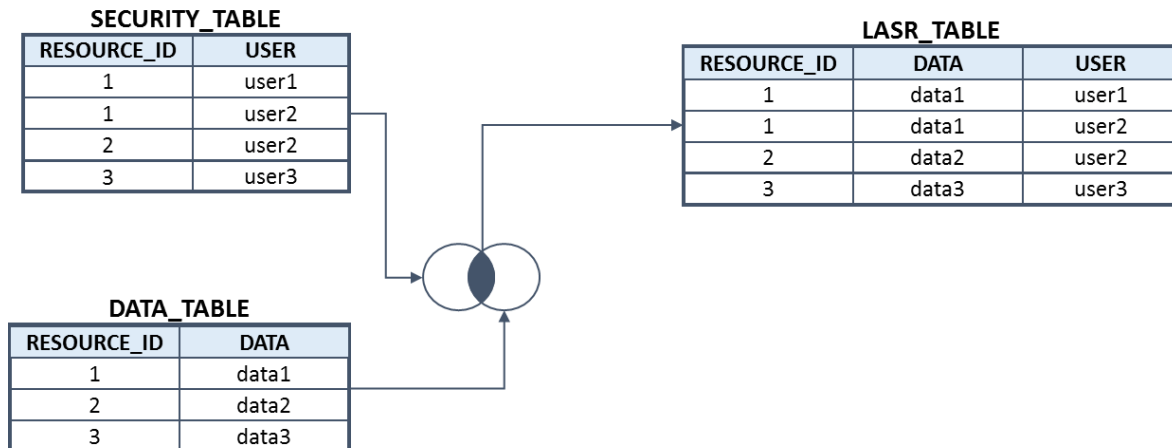 SECURITY_TABLE
RESOURCE_ID USER
1 user1
1 user2
2 user2
3 user3
LASR_TABLE
RESOURCE_ID DATA USER
1 data1 user1
1 data1 user2
2 data2 user2
3 data3 user3
DATA_TABLE
RESOURCE_ID DATA
1 data1
2 data2
3 data3